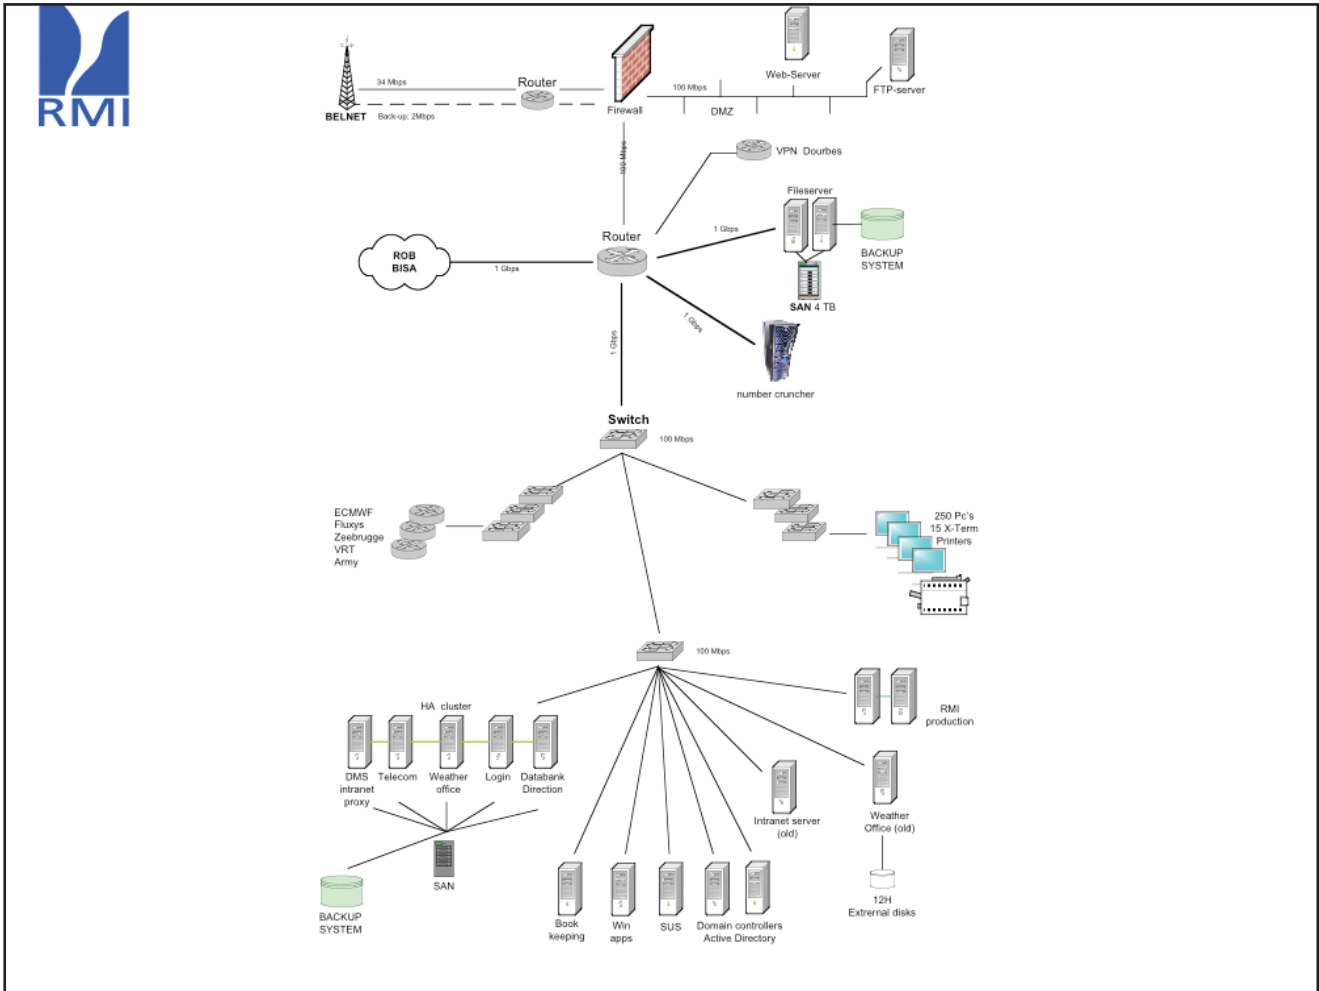 RMI
Web-Server
FTP-server
34 Mbps
Router
100 Mbps
BELNET
Back-up: 2Mbps
Firewall
DMZ
100 Mbps
VPN Dourbes
Fileserver
Router
1 Gbps
ROB
BISA
1 Gbps
BACKUP
SYSTEM
SAN 4 TB
1 Gbps
1 Gbps
number cruncher
Switch
100 Mbps
ECMWF
Fluxys
Zeebrugge
VRT
Army
250 Pc's
15 X-Term
Printers
100 Mbps
HA cluster
RMI
production
DMS
intranet
proxy
Telecom
Weather
office
Login
Databank
Direction
Intranet server
(old)
Weather
Office (old)
SAN
BACKUP
SYSTEM
12H
Extrernal disks
Book
keeping
Win
apps
SUS
Domain controllers
Active Directory